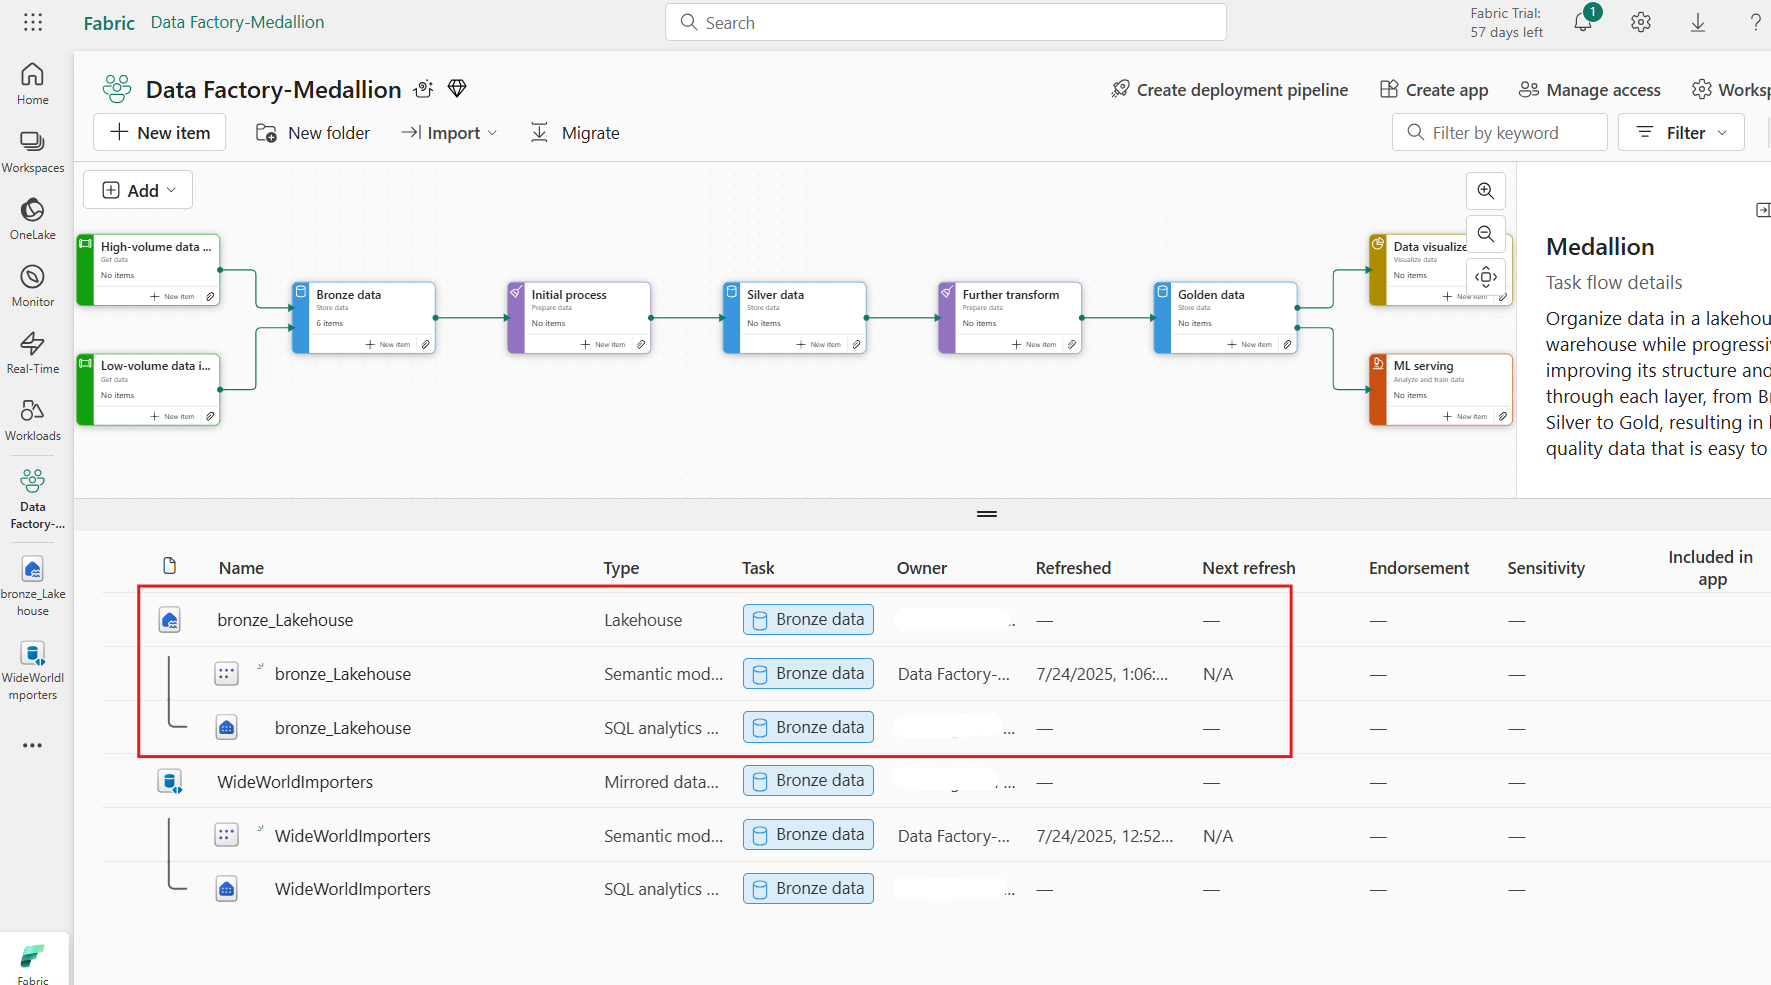 Fabric
Data Factory-Medallion
Search
Fabric Trial:
57 days left
1
?
Home
Workspaces
OneLake
Monitor
Real-Time
Workloads
Data
Factory-...
bronze_Lake
house
WideWorldI
mporters
Fabric
Data Factory-Medallion
Create deployment pipeline
Create app
Manage access
Worksp
New item
New folder
Import
Migrate
Filter by keyword
Filter
Add
High-volume data ...
Get data
No items
New item
Low-volume data i...
Get data
No items
New item
Bronze data
Store data
6 items
New item
Initial process
Prepare data
No items
New item
Silver data
Store data
No items
New item
Further transform
Prepare data
No items
New item
Golden data
Store data
No items
New item
Data visualize
Visualize data
No items
New item
ML serving
Analyze and train data
No items
New item
Medallion
Task flow details
Organize data in a lakehou
warehouse while progressiv
improving its structure and
through each layer, from Br
Silver to Gold, resulting in h
quality data that is easy to
Name Type Task Owner Refreshed Next refresh Endorsement Sensitivity Included in
app
bronze_Lakehouse Lakehouse Bronze data ... — — — —
bronze_Lakehouse Semantic mod... Bronze data Data Factory-... 7/24/2025, 1:06:... N/A — —
bronze_Lakehouse SQL analytics ... Bronze data ... — — — —
WideWorldImporters Mirrored data... Bronze data ... — — — —
WideWorldImporters Semantic mod... Bronze data Data Factory-... 7/24/2025, 12:52... N/A — —
WideWorldImporters SQL analytics ... Bronze data ... — — — —